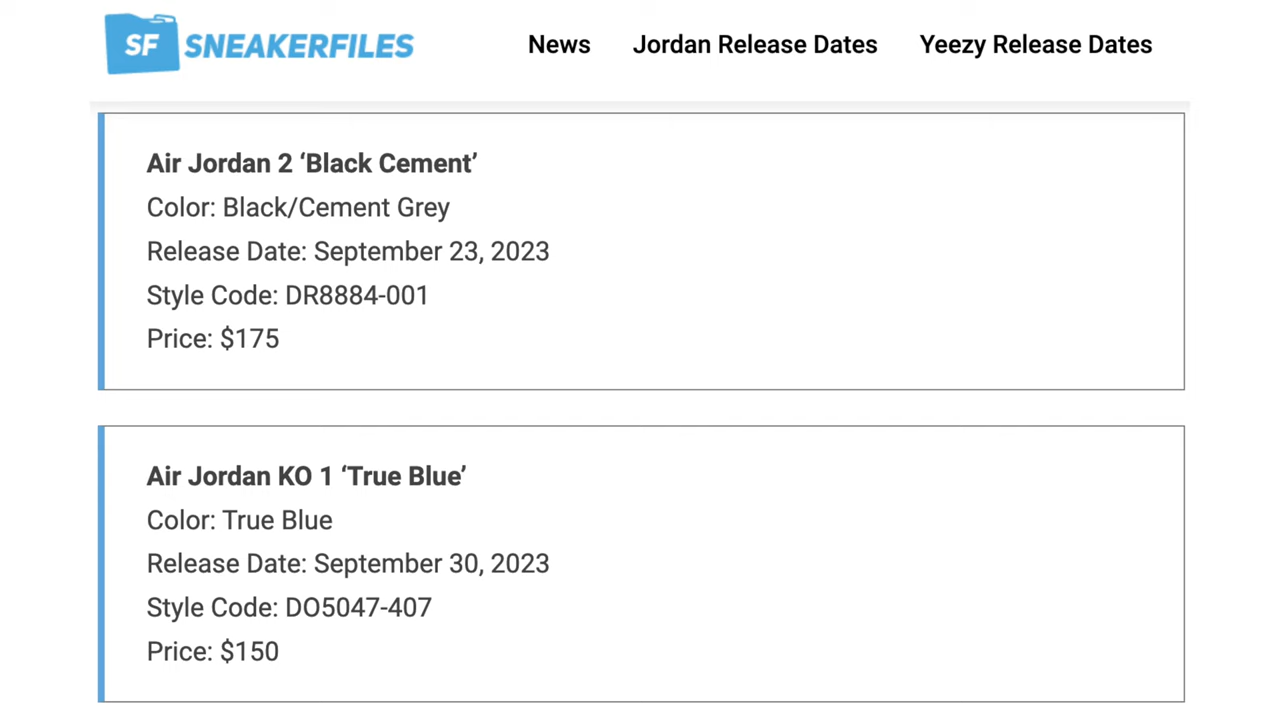 SF SNEAKERFILES
News Jordan Release Dates Yeezy Release Dates
Air Jordan 2 ‘Black Cement’
Color: Black/Cement Grey
Release Date: September 23, 2023
Style Code: DR8884-001
Price: $175
Air Jordan KO 1 ‘True Blue’
Color: True Blue
Release Date: September 30, 2023
Style Code: DO5047-407
Price: $150